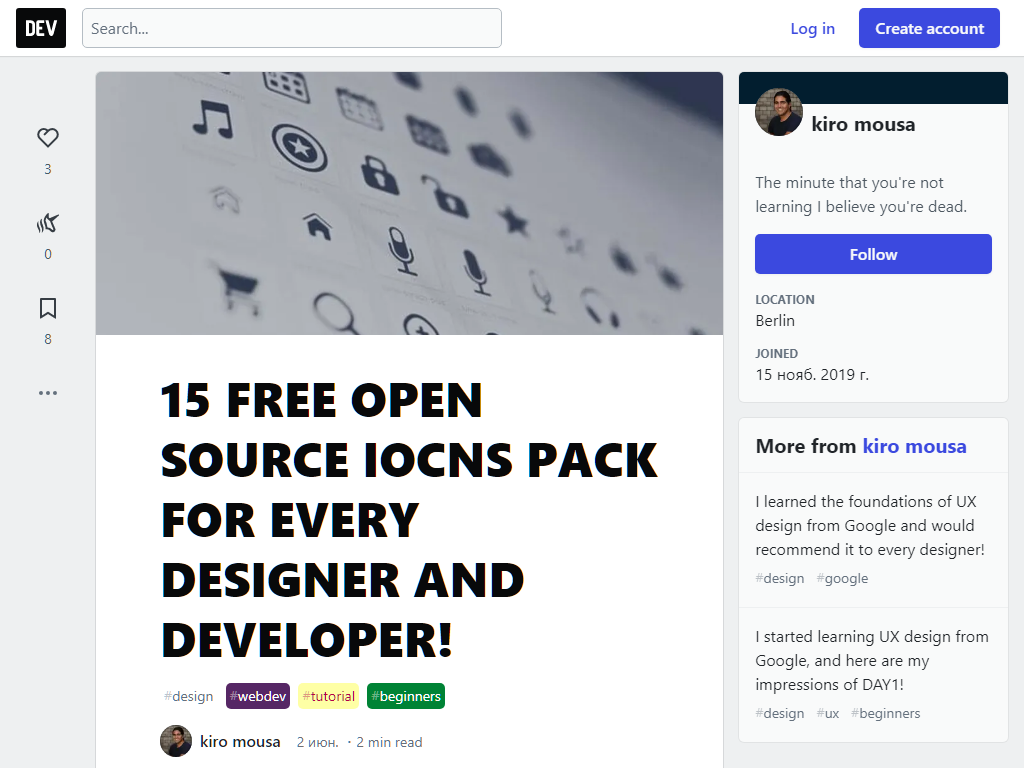 DEV
Search...
Log in
Create account
3
0
8
15 FREE OPEN
SOURCE IOCNS PACK
FOR EVERY
DESIGNER AND
DEVELOPER!
#design #webdev #tutorial #beginners
kiro mousa 2 июн. · 2 min read
kiro mousa
The minute that you're not
learning I believe you're dead.
Follow
LOCATION
Berlin
JOINED
15 нояб. 2019 г.
More from kiro mousa
I learned the foundations of UX
design from Google and would
recommend it to every designer!
#design #google
I started learning UX design from
Google, and here are my
impressions of DAY1!
#design #ux #beginners